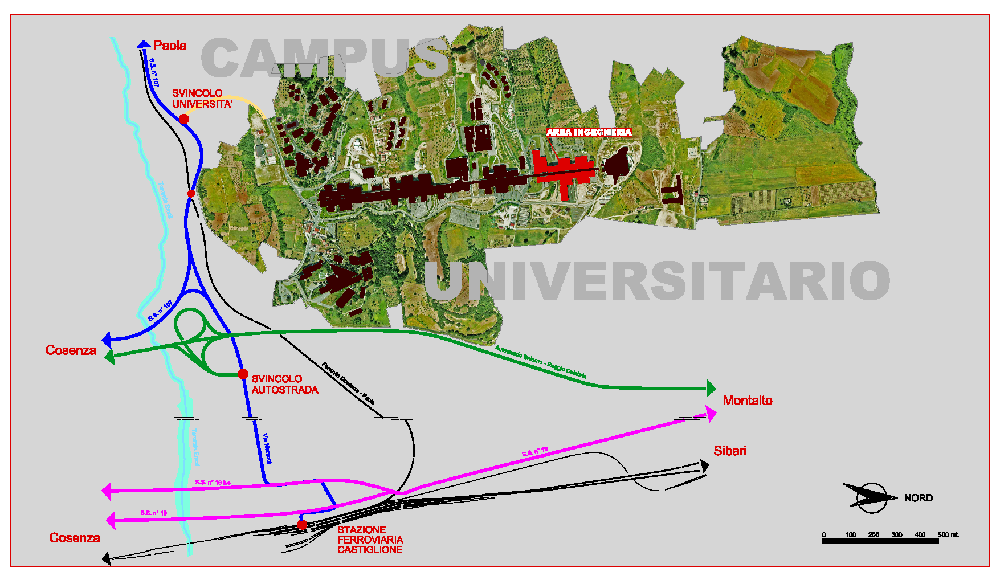 CAMPUS
Paola
S.S. n° 107
SVINCOLO
UNIVERSITA'
AREA INGEGNERIA
Torrente Emoli
UNIVERSITARIO
S.S. n° 107
Cosenza
Autostrada Salerno - Reggio Calabria
Ferrovia Cosenza - Paola
SVINCOLO
AUTOSTRADA
Montalto
Torrente Emoli
Via Marconi
S.S. n° 19
Sibari
S.S. n° 19 bis
NORD
S.S. n° 19
Cosenza
STAZIONE
FERROVIARIA
CASTIGLIONE
0 100 200 300 400 500 mt.